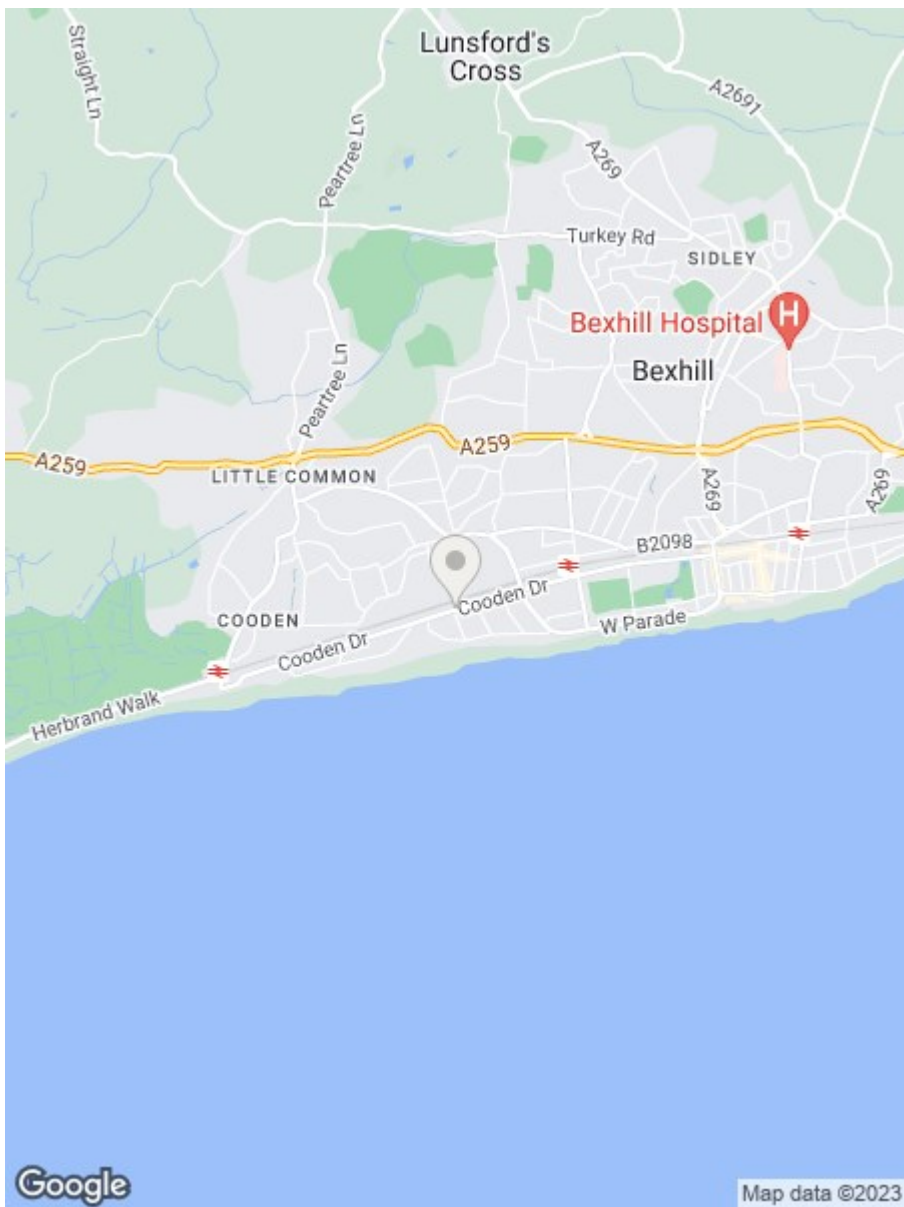 Lunsford's
Cross
Straight Ln
A2691
Peartree Ln
A269
Turkey Rd
SIDLEY
Bexhill Hospital
H
Bexhill
Peartree Ln
A259
A259
LITTLE COMMON
A269
A269
B2098
Cooden Dr
COODEN
W Parade
Cooden Dr
Herbrand Walk
Google
Map data ©2023